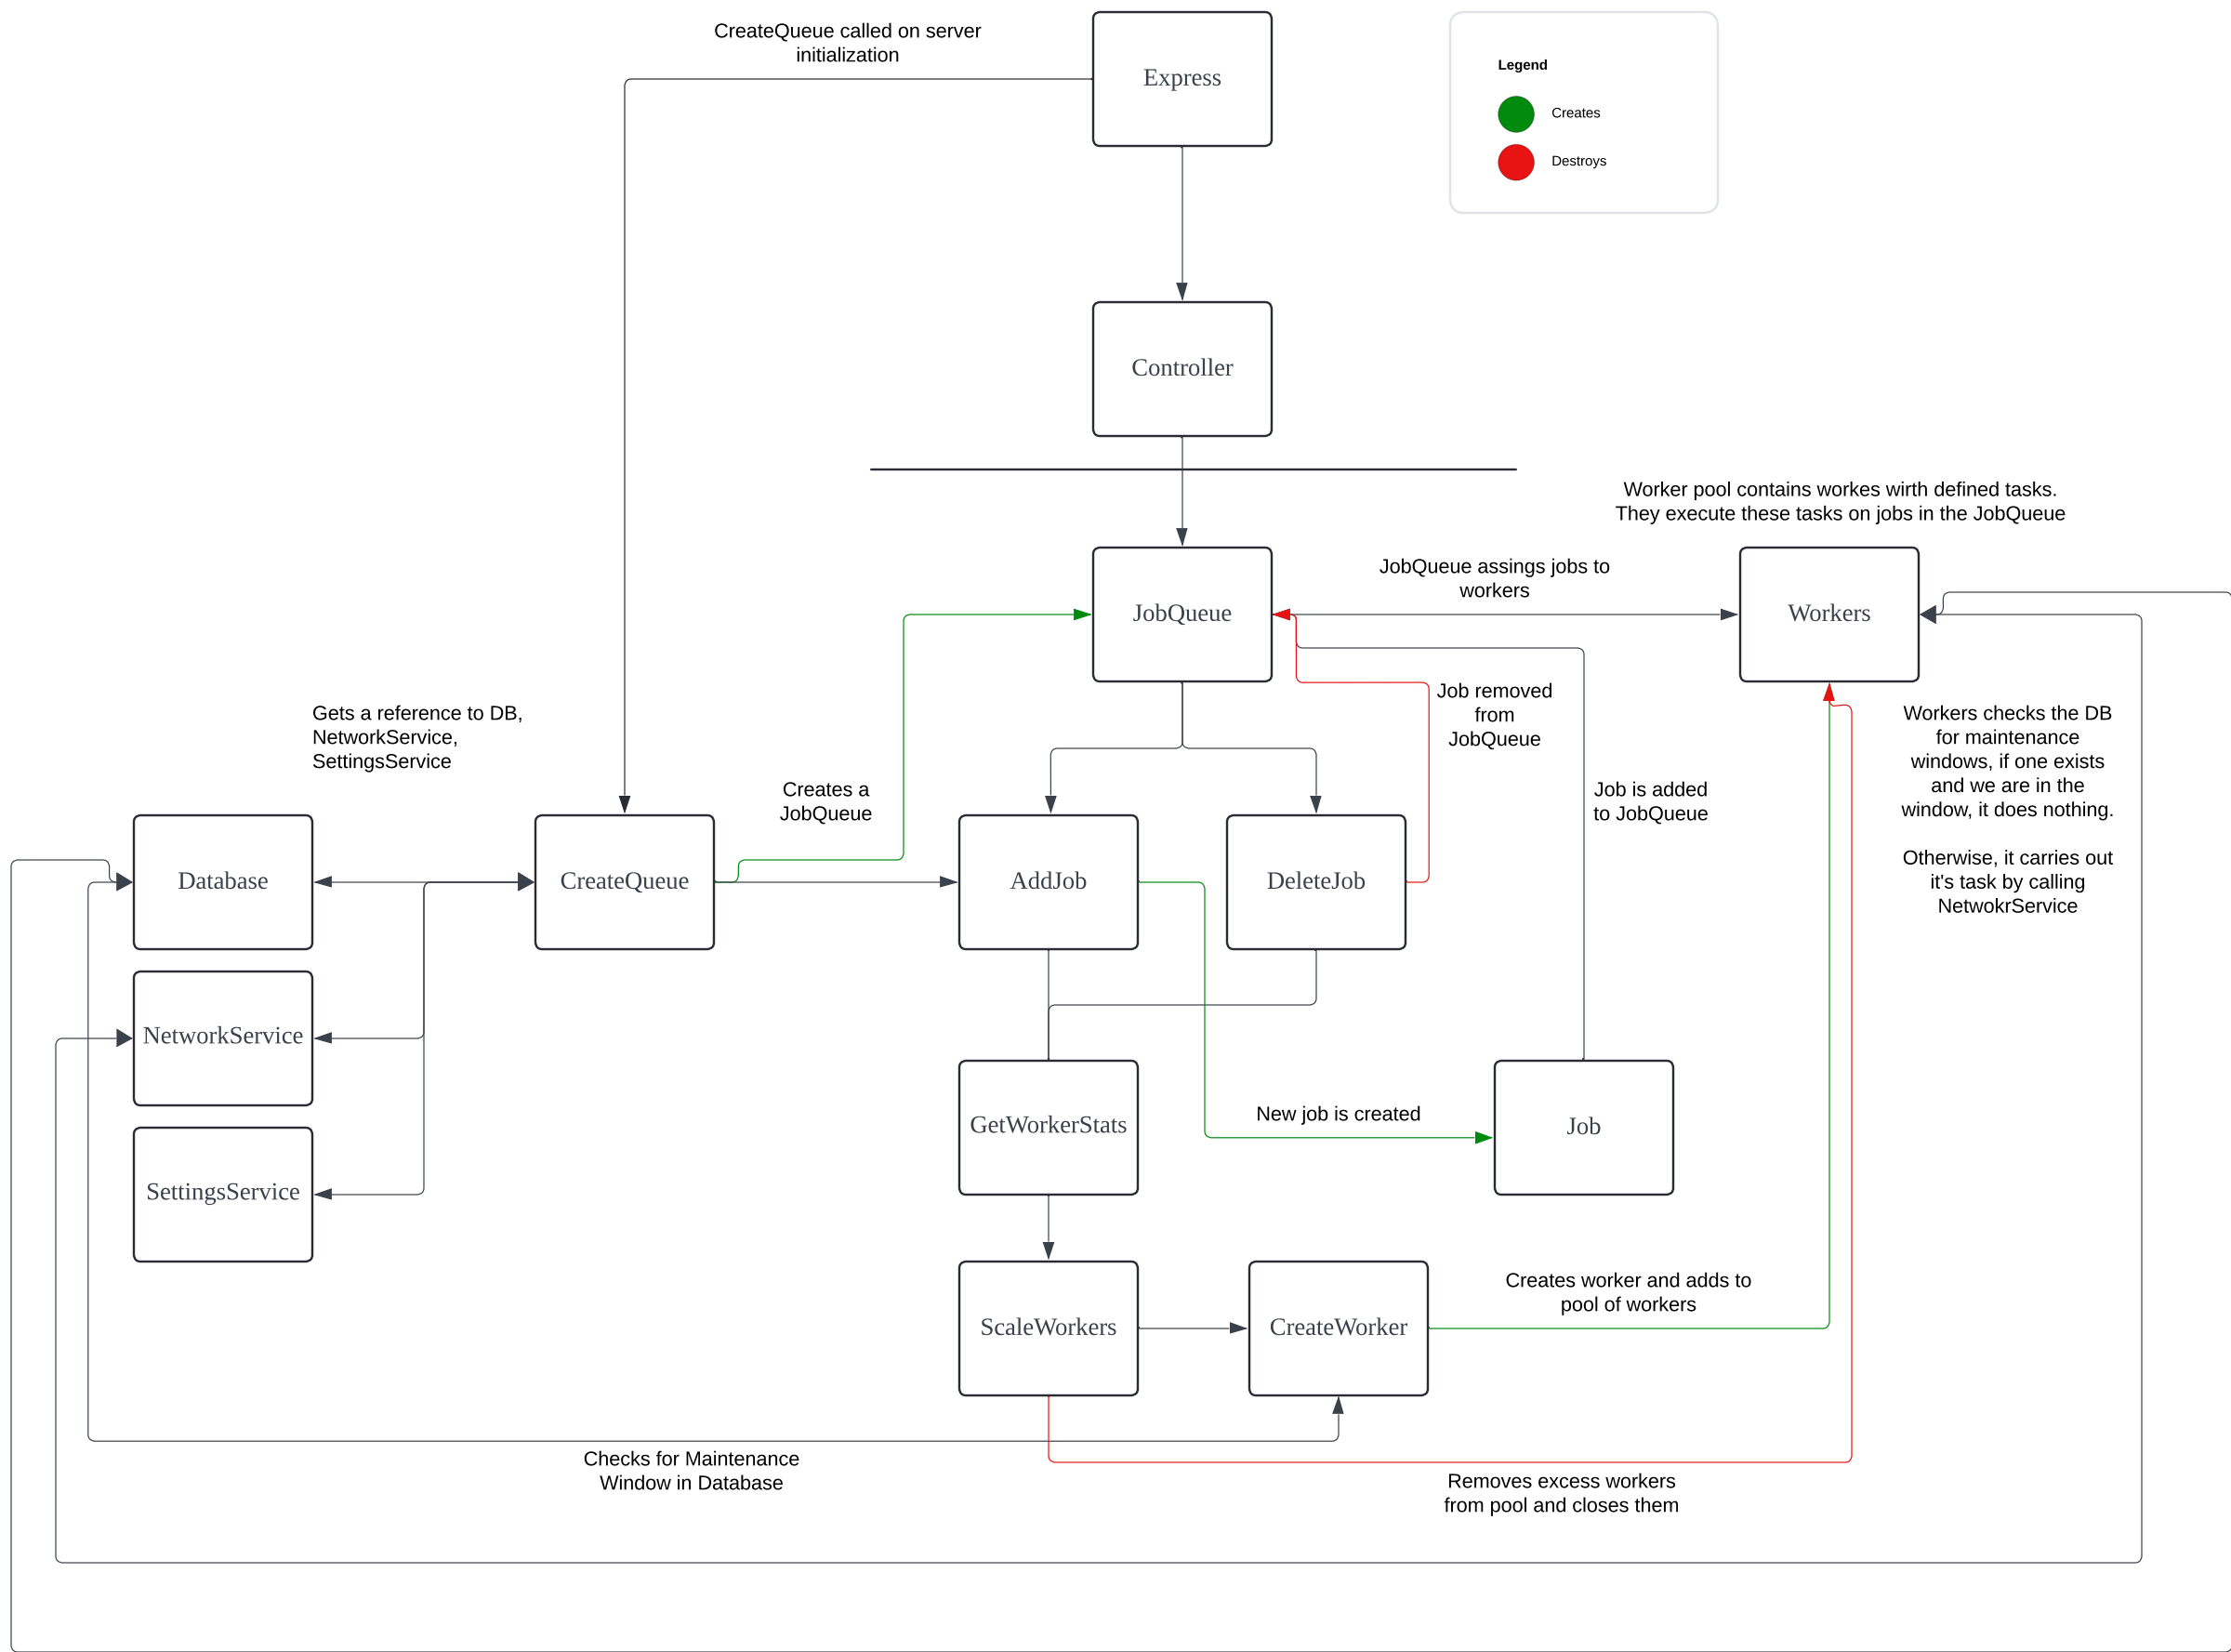 CreateQueue called on server
initialization
Express
Legend
Creates
Destroys
Controller
Worker pool contains workes wirth defined tasks.
They execute these tasks on jobs in the JobQueue
JobQueue
JobQueue assings jobs to
workers
Workers
Gets a reference to DB,
NetworkService,
SettingsService
Job removed
from
JobQueue
Creates a
JobQueue
Job is added
to JobQueue
Workers checks the DB
for maintenance
windows, if one exists
and we are in the
window, it does nothing.
Otherwise, it carries out
it's task by calling
NetwokrService
Database
CreateQueue
AddJob
DeleteJob
NetworkService
GetWorkerStats
New job is created
Job
SettingsService
ScaleWorkers
CreateWorker
Creates worker and adds to
pool of workers
Checks for Maintenance
Window in Database
Removes excess workers
from pool and closes them